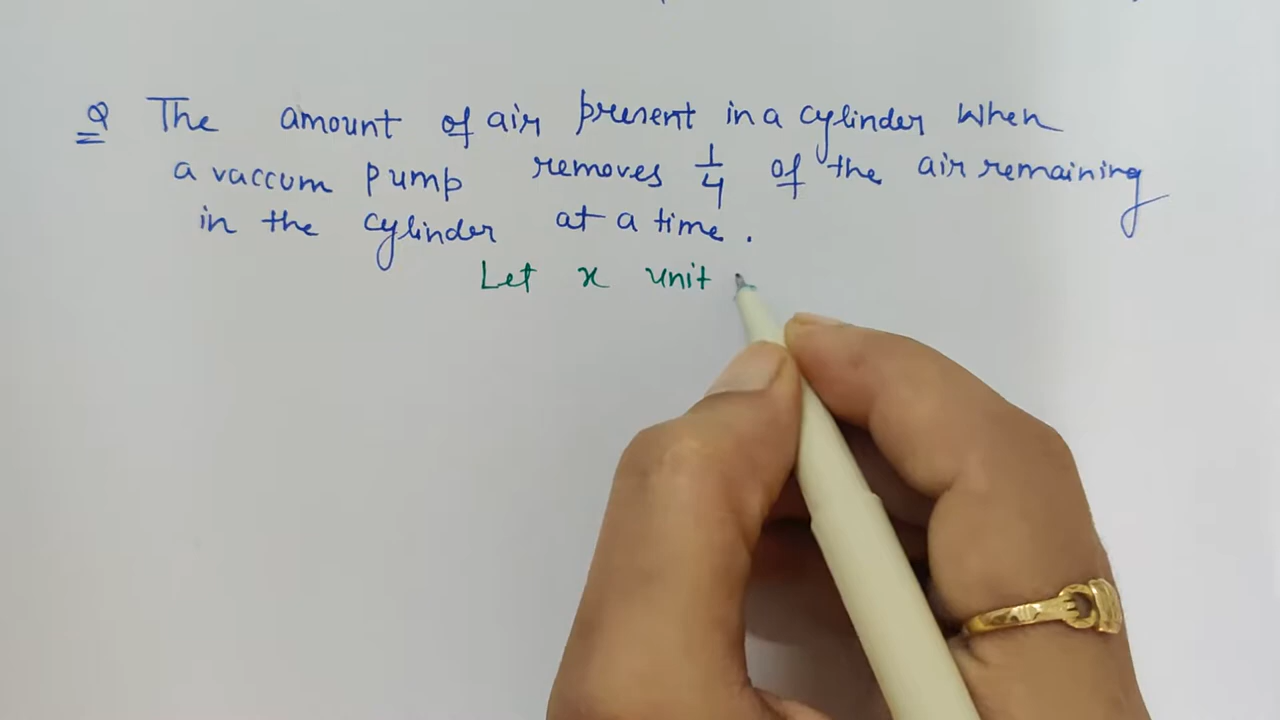 Q The amount of air present in a cylinder when
a vaccum pump removes 1/4 of the air remaining
in the cylinder at a time.
Let x unit